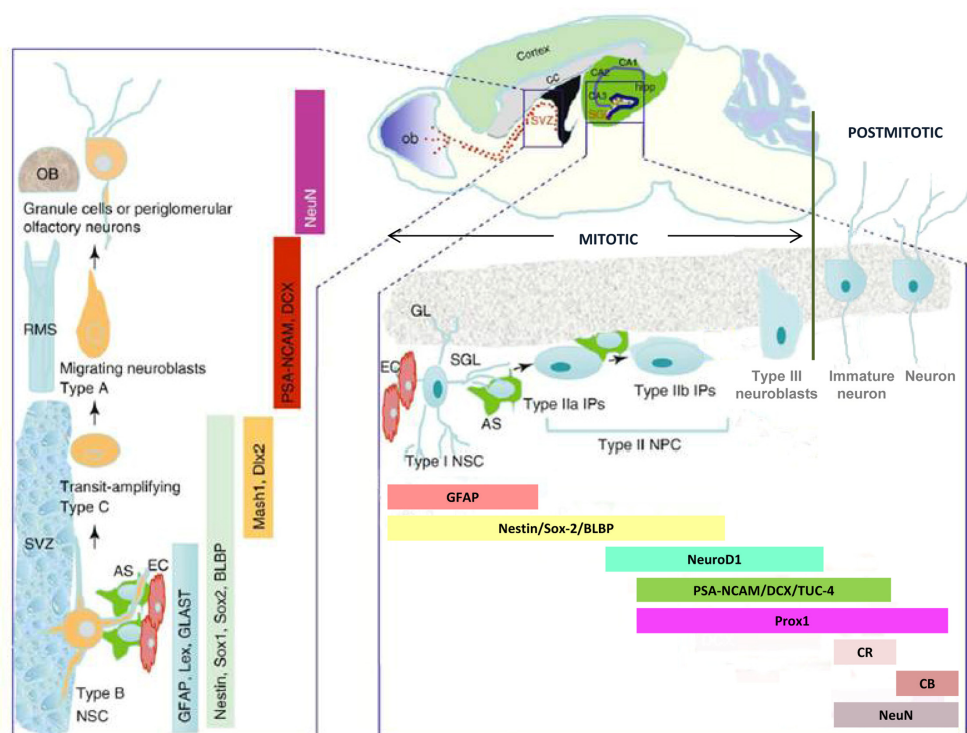 Cortex
CC
CA1
CA2
CA3
hipp
SGL
SVZ
ob
POSTMITOTIC
MITOTIC
OB
Granule cells or periglomerular
olfactory neurons
RMS
Migrating neuroblasts
Type A
Transit-amplifying
Type C
SVZ
AS
EC
Type B
NSC
NeuN
PSA-NCAM, DCX
Mash1, Dlx2
Nestin, Sox1, Sox2, BLBP
GFAP, Lex, GLAST
GL
SGL
EC
AS
Type I NSC
Type IIa IPs
Type IIb IPs
Type II NPC
Type III
neuroblasts
Immature
neuron
Neuron
GFAP
Nestin/Sox-2/BLBP
NeuroD1
PSA-NCAM/DCX/TUC-4
Prox1
CR
CB
NeuN